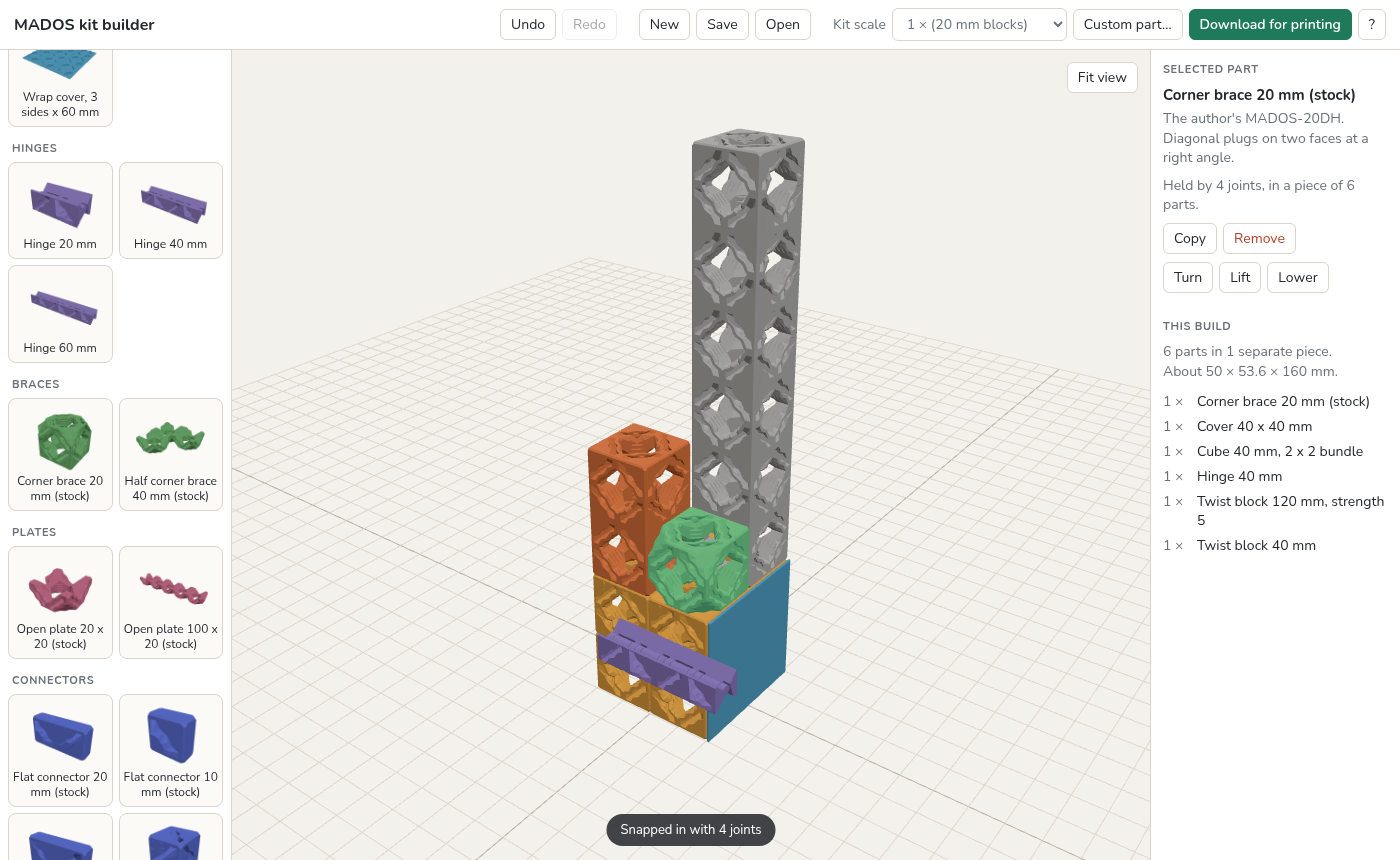 MADOS kit builder
Undo
Redo
New
Save
Open
Kit scale
1 × (20 mm blocks)
Custom part...
Download for printing
?
Wrap cover, 3
sides x 60 mm
HINGES
Hinge 20 mm
Hinge 40 mm
Hinge 60 mm
BRACES
Corner brace 20
mm (stock)
Half corner brace
40 mm (stock)
PLATES
Open plate 20 x
20 (stock)
Open plate 100 x
20 (stock)
CONNECTORS
Flat connector 20
mm (stock)
Flat connector 10
mm (stock)
Fit view
Snapped in with 4 joints
SELECTED PART
Corner brace 20 mm (stock)
The author's MADOS-20DH.
Diagonal plugs on two faces at a
right angle.
Held by 4 joints, in a piece of 6
parts.
Copy
Remove
Turn
Lift
Lower
THIS BUILD
6 parts in 1 separate piece.
About 50 × 53.6 × 160 mm.
1 × Corner brace 20 mm (stock)
1 × Cover 40 x 40 mm
1 × Cube 40 mm, 2 x 2 bundle
1 × Hinge 40 mm
1 × Twist block 120 mm, strength
5
1 × Twist block 40 mm